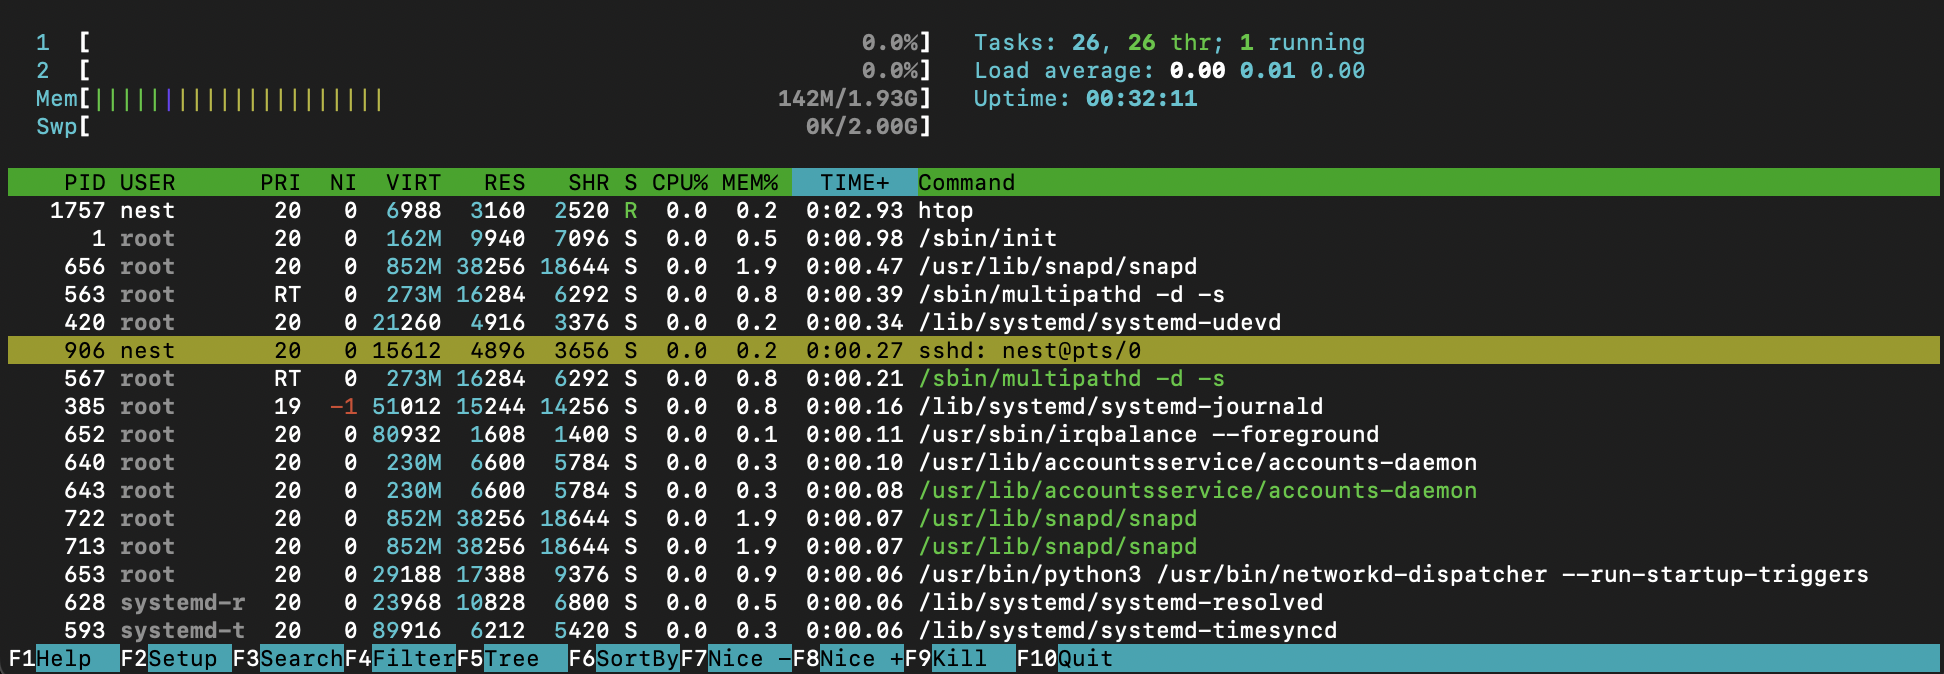 1 [ 0.0%] Tasks: 26, 26 thr; 1 running
2 [ 0.0%] Load average: 0.00 0.01 0.00
Mem[||||||||||||||||||||| 142M/1.93G] Uptime: 00:32:11
Swp[ 0K/2.00G]
PID USER PRI NI VIRT RES SHR S CPU% MEM% TIME+ Command
1757 nest 20 0 6988 3160 2520 R 0.0 0.2 0:02.93 htop
1 root 20 0 162M 9940 7096 S 0.0 0.5 0:00.98 /sbin/init
656 root 20 0 852M 38256 18644 S 0.0 1.9 0:00.47 /usr/lib/snapd/snapd
563 root RT 0 273M 16284 6292 S 0.0 0.8 0:00.39 /sbin/multipathd -d -s
420 root 20 0 21260 4916 3376 S 0.0 0.2 0:00.34 /lib/systemd/systemd-udevd
906 nest 20 0 15612 4896 3656 S 0.0 0.2 0:00.27 sshd: nest@pts/0
567 root RT 0 273M 16284 6292 S 0.0 0.8 0:00.21 /sbin/multipathd -d -s
385 root 19 -1 51012 15244 14256 S 0.0 0.8 0:00.16 /lib/systemd/systemd-journald
652 root 20 0 80932 1608 1400 S 0.0 0.1 0:00.11 /usr/sbin/irqbalance --foreground
640 root 20 0 230M 6600 5784 S 0.0 0.3 0:00.10 /usr/lib/accountsservice/accounts-daemon
643 root 20 0 230M 6600 5784 S 0.0 0.3 0:00.08 /usr/lib/accountsservice/accounts-daemon
722 root 20 0 852M 38256 18644 S 0.0 1.9 0:00.07 /usr/lib/snapd/snapd
713 root 20 0 852M 38256 18644 S 0.0 1.9 0:00.07 /usr/lib/snapd/snapd
653 root 20 0 29188 17388 9376 S 0.0 0.9 0:00.06 /usr/bin/python3 /usr/bin/networkd-dispatcher --run-startup-triggers
628 systemd-r 20 0 23968 10828 6800 S 0.0 0.5 0:00.06 /lib/systemd/systemd-resolved
593 systemd-t 20 0 89916 6212 5420 S 0.0 0.3 0:00.06 /lib/systemd/systemd-timesyncd
F1Help F2Setup F3SearchF4FilterF5Tree F6SortByF7Nice -F8Nice +F9Kill F10Quit